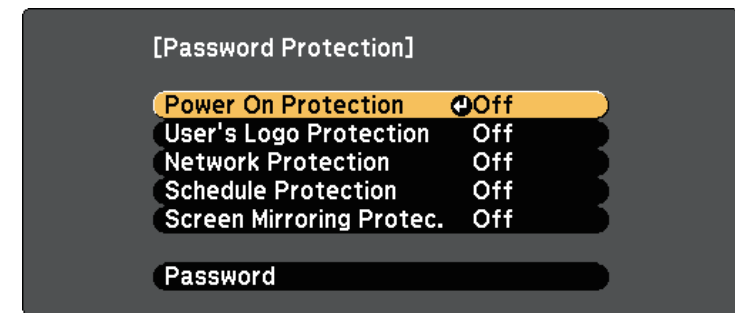 [Password Protection]
Power On Protection Off
User's Logo Protection Off
Network Protection Off
Schedule Protection Off
Screen Mirroring Protec. Off
Password